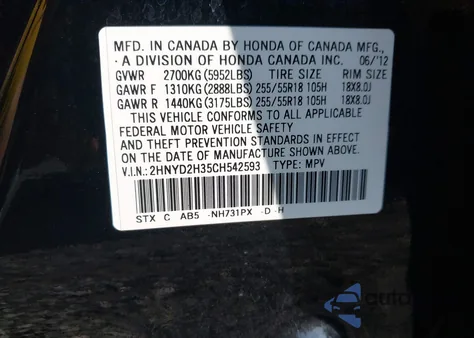 MFD. IN CANADA BY HONDA OF CANADA MFG.,
A DIVISION OF HONDA CANADA INC. 06/'12
GVWR 2700KG (5952LBS) TIRE SIZE RIM SIZE
GAWR F 1310KG (2888LBS) 255/55R18 105H 18X8.0J
GAWR R 1440KG (3175LBS) 255/55R18 105H 18X8.0J
THIS VEHICLE CONFORMS TO ALL APPLICABLE
FEDERAL MOTOR VEHICLE SAFETY
AND THEFT PREVENTION STANDARDS IN EFFECT ON
THE DATE OF MANUFACTURE SHOWN ABOVE.
V.I.N.: 2HNYD2H35CH542593 TYPE: MPV
STX C AB5 -NH731PX -D -H